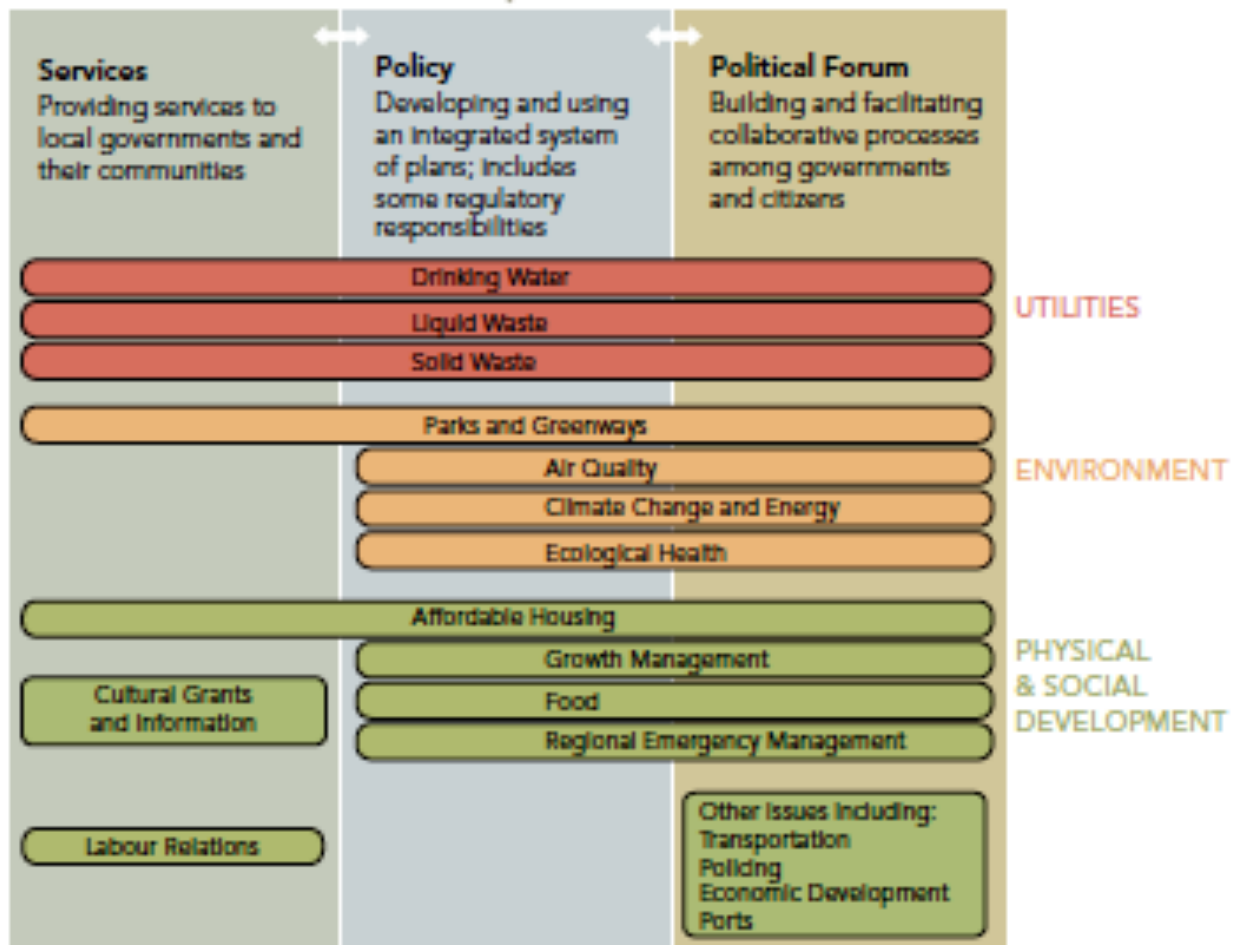 Services
Providing services to
local governments and
their communities
Policy
Developing and using
an integrated system
of plans; includes
some regulatory
responsibilities
Political Forum
Building and facilitating
collaborative processes
among governments
and citizens
Drinking Water
Liquid Waste
Solid Waste
UTILITIES
Parks and Greenways
Air Quality
Climate Change and Energy
Ecological Health
ENVIRONMENT
Affordable Housing
Growth Management
Food
Regional Emergency Management
Cultural Grants
and Information
Labour Relations
Other Issues Including:
Transportation
Policing
Economic Development
Ports
PHYSICAL
& SOCIAL
DEVELOPMENT